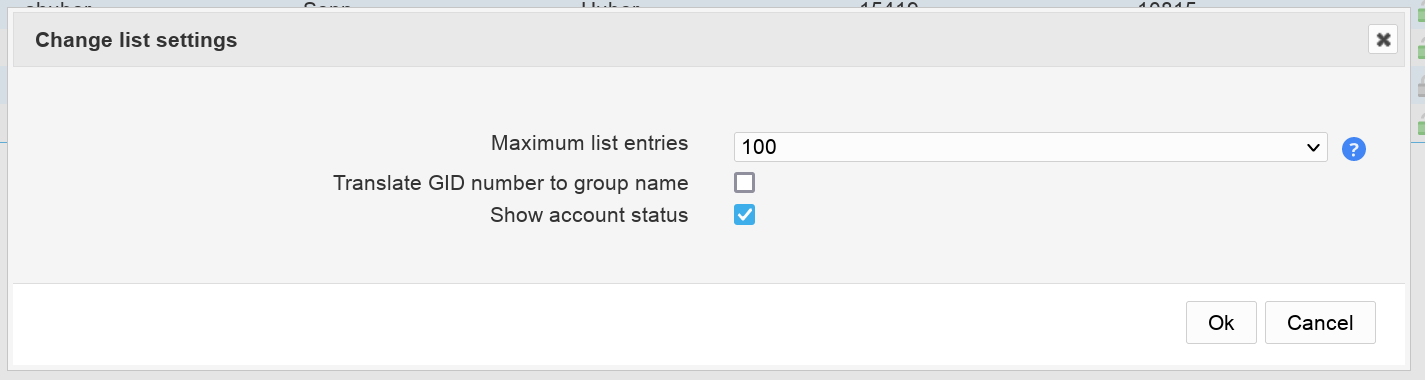 Change list settings
Maximum list entries 100 ?
Translate GID number to group name
Show account status
Ok Cancel